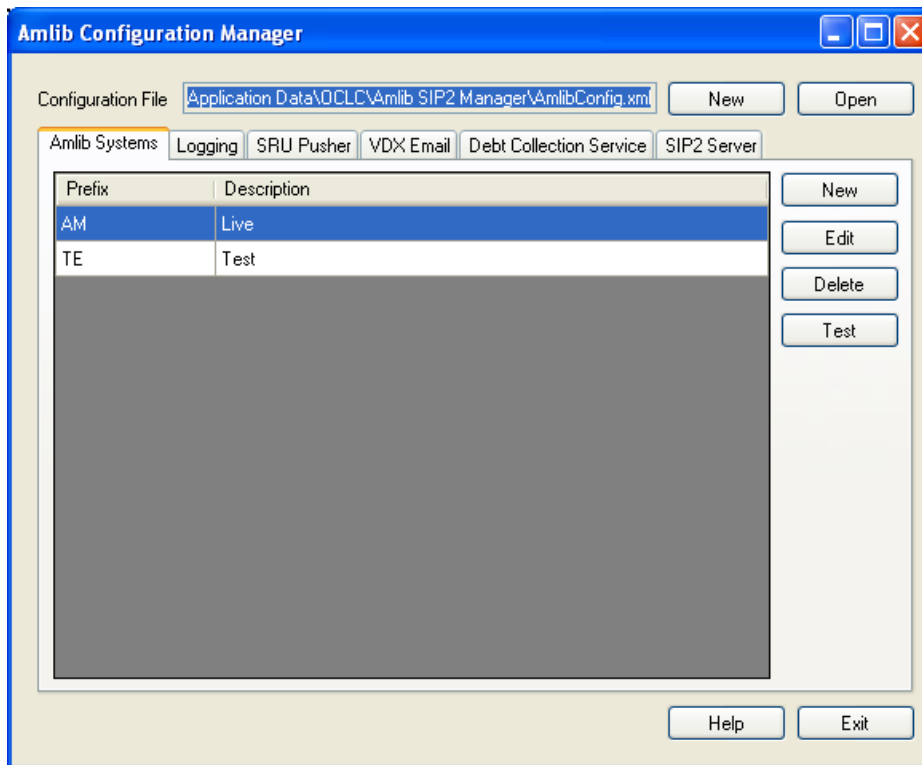 Amlib Configuration Manager
Configuration File Application Data\OCLC\Amlib SIP2 Manager\AmlibConfig.xml New Open
Amlib Systems Logging SRU Pusher VDX Email Debt Collection Service SIP2 Server
Prefix Description New
AM Live
Edit
TE Test
Delete
Test
Help Exit